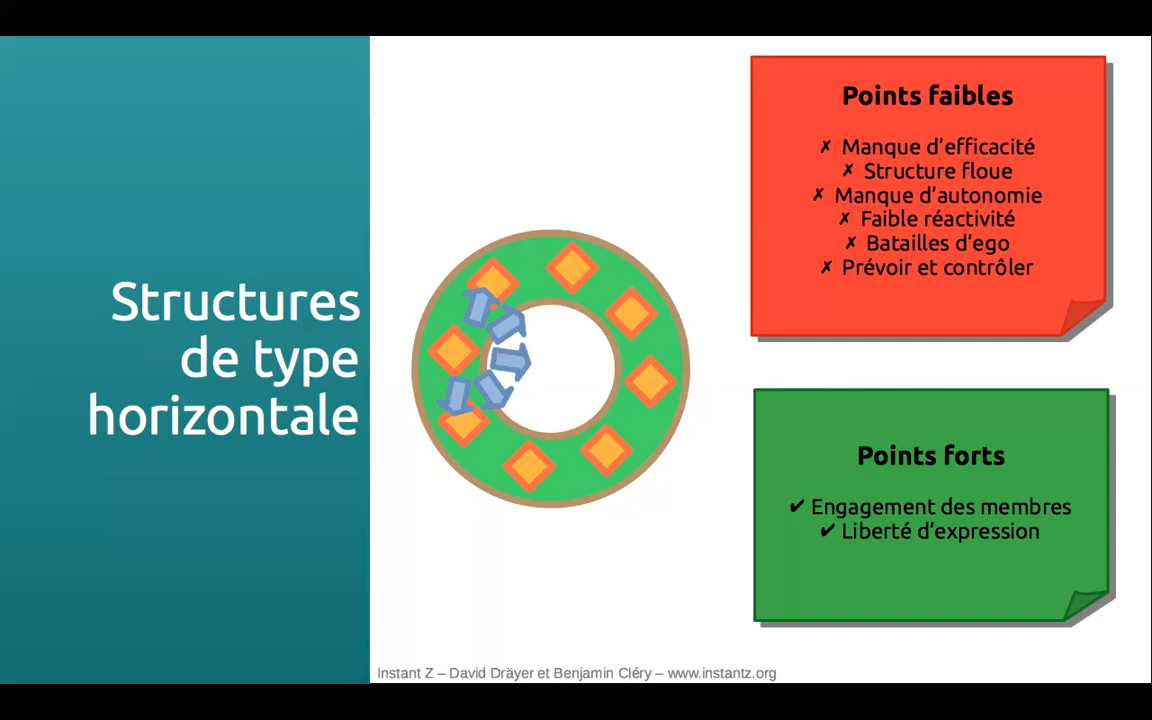 Structures
de type
horizontale
Points faibles
✗ Manque d'efficacité
✗ Structure floue
✗ Manque d'autonomie
✗ Faible réactivité
✗ Batailles d'ego
✗ Prévoir et contrôler
Points forts
✔ Engagement des membres
✔ Liberté d'expression
Instant Z – David Dräyer et Benjamin Cléry – www.instantz.org